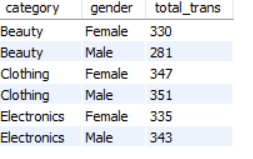 category gender total_trans
Beauty Female 330
Beauty Male 281
Clothing Female 347
Clothing Male 351
Electronics Female 335
Electronics Male 343